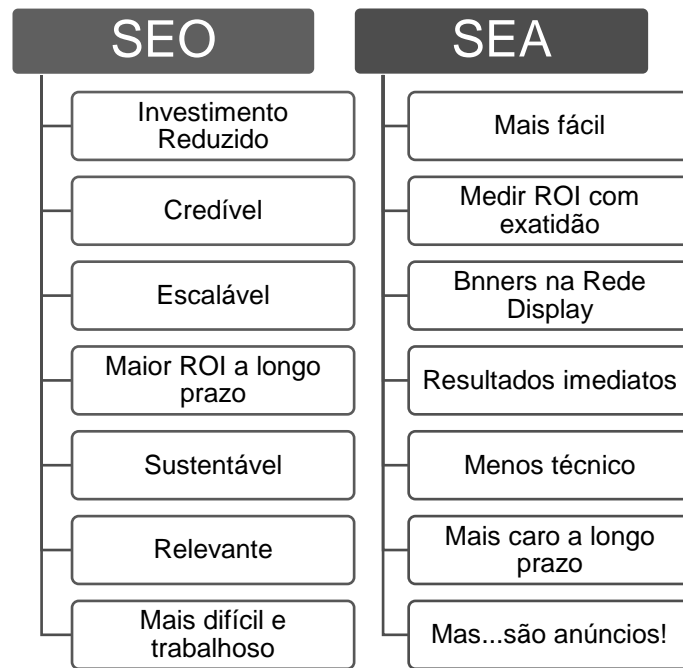 SEO
Investimento
Reduzido
Credível
Escalável
Maior ROI a longo
prazo
Sustentável
Relevante
Mais difícil e
trabalhoso
SEA
Mais fácil
Medir ROI com
exatidão
Bnners na Rede
Display
Resultados imediatos
Menos técnico
Mais caro a longo
prazo
Mas...são anúncios!